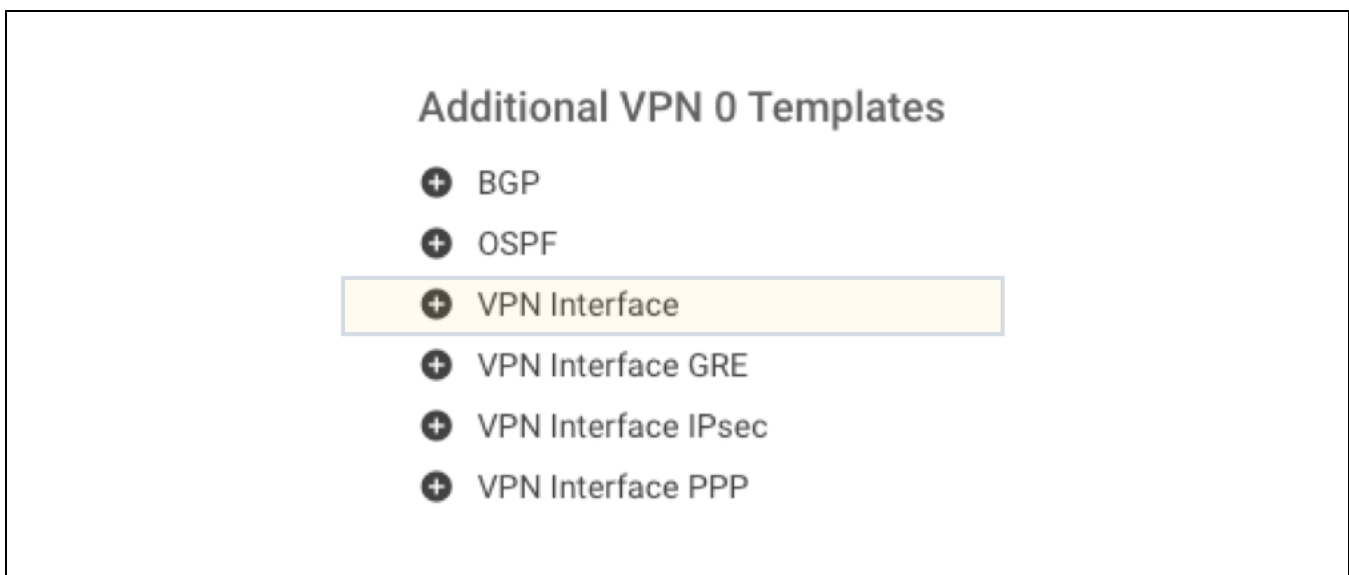 Additional VPN 0 Templates
BGP
OSPF
VPN Interface
VPN Interface GRE
VPN Interface IPsec
VPN Interface PPP